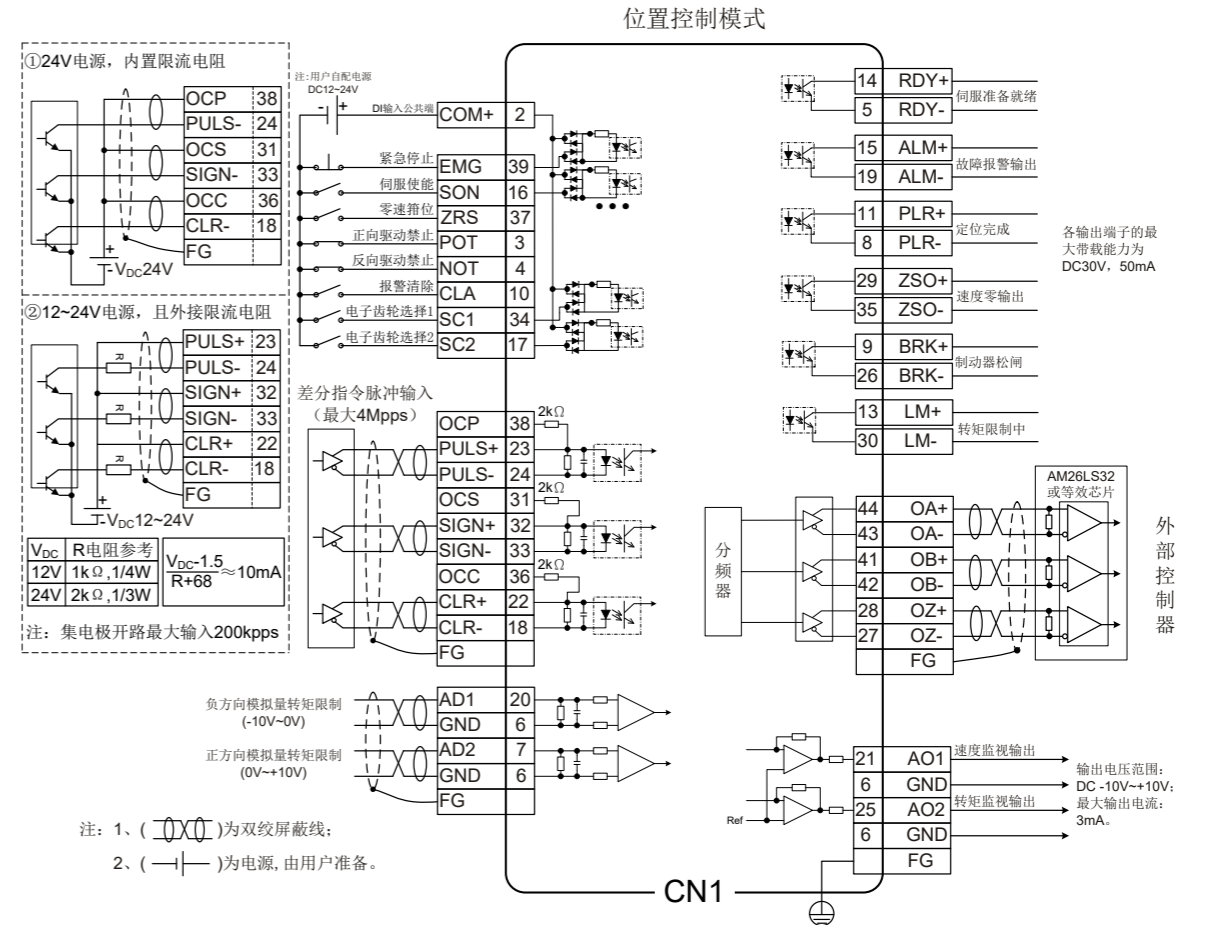 位置控制模式
①24V电源，内置限流电阻
OCP 38
PULS- 24
OCS 31
SIGN- 33
OCC 36
CLR- 18
FG
+
- VDC24V
②12~24V电源，且外接限流电阻
PULS+ 23
R PULS- 24
SIGN+ 32
R SIGN- 33
CLR+ 22
R CLR- 18
FG
+
- VDC12~24V
VDC R电阻参考
12V 1kΩ,1/4W
24V 2kΩ,1/3W
VDC-1.5
R+68
≈10mA
注：集电极开路最大输入200kpps
注:用户自配电源
DC12~24V
- + DI输入公共端 COM+ 2
紧急停止 EMG 39
伺服使能 SON 16
零速箝位 ZRS 37
正向驱动禁止 POT 3
反向驱动禁止 NOT 4
报警清除 CLA 10
电子齿轮选择1 SC1 34
电子齿轮选择2 SC2 17
差分指令脉冲输入
（最大4Mpps）
OCP 38 2kΩ
PULS+ 23
PULS- 24
OCS 31 2kΩ
SIGN+ 32
SIGN- 33
OCC 36 2kΩ
CLR+ 22
CLR- 18
FG
负方向模拟量转矩限制
(-10V~0V)
AD1 20
GND 6
正方向模拟量转矩限制
(0V~+10V)
AD2 7
GND 6
FG
注：1、( )为双绞屏蔽线；
2、( )为电源,由用户准备。
14 RDY+
5 RDY-
伺服准备就绪
15 ALM+
19 ALM-
故障报警输出
11 PLR+
8 PLR-
定位完成
29 ZSO+
35 ZSO-
速度零输出
9 BRK+
26 BRK-
制动器松闸
13 LM+
30 LM-
转矩限制中
各输出端子的最
大带载能力为
DC30V，50mA
AM26LS32
或等效芯片
分频器
44 OA+
43 OA-
41 OB+
42 OB-
28 OZ+
27 OZ-
FG
外部控制器
21 AO1 速度监视输出
6 GND
25 AO2 转矩监视输出
6 GND
FG
Ref
输出电压范围：
DC -10V~+10V；
最大输出电流：
3mA。
CN1